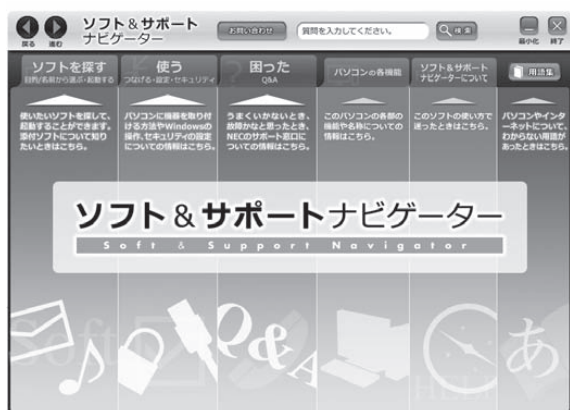 ソフト&サポート
ナビゲーター
戻る 進む
お問い合わせ
質問を入力してください。
検索
最小化 終了
ソフトを探す
目的/名前から選ぶ・起動する
使う
つなげる・設定・セキュリティ
困った
Q&A
パソコンの各機能
ソフト&サポート
ナビゲーターについて
用語集
使いたいソフトを探して、
起動することができます。
添付ソフトについて知り
たいときはこちら。
パソコンに機器を取り付
ける方法やWindowsの
操作、セキュリティの設定
についての情報はこちら。
うまくいかないとき、
故障かなと思ったとき、
NECのサポート窓口に
ついての情報はこちら。
このパソコンの各部の
機能や名称についての
情報はこちら。
このソフトの使い方で
迷ったときはこちら。
パソコンやインタ
ーネットについて、
わからない用語が
あったときはこちら。
ソフト&サポートナビゲーター
Soft & Support Navigator
Soft
Q&A
HELP
あ